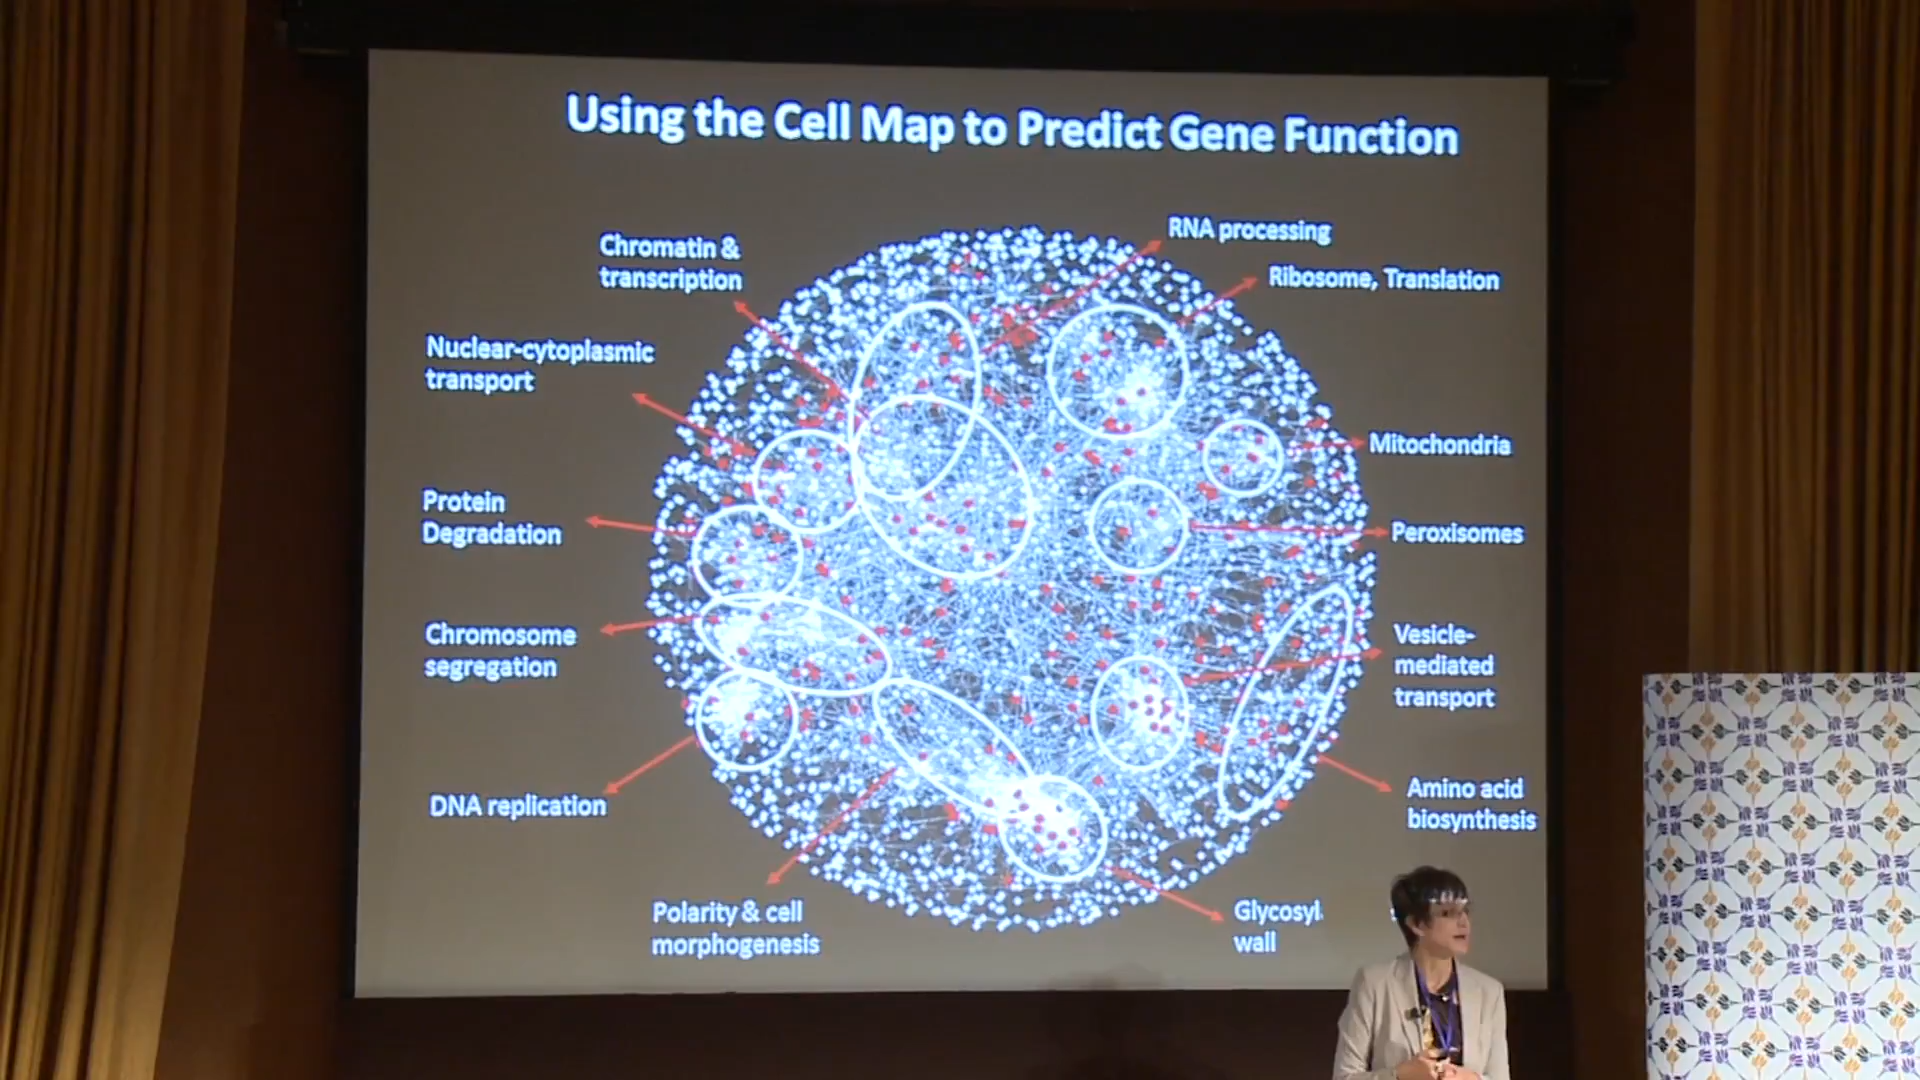 Using the Cell Map to Predict Gene Function
RNA processing
Chromatin &
transcription
Ribosome, Translation
Nuclear-cytoplasmic
transport
Mitochondria
Protein
Degradation
Peroxisomes
Chromosome
segregation
Vesicle-
mediated
transport
DNA replication
Amino acid
biosynthesis
Polarity & cell
morphogenesis
wall